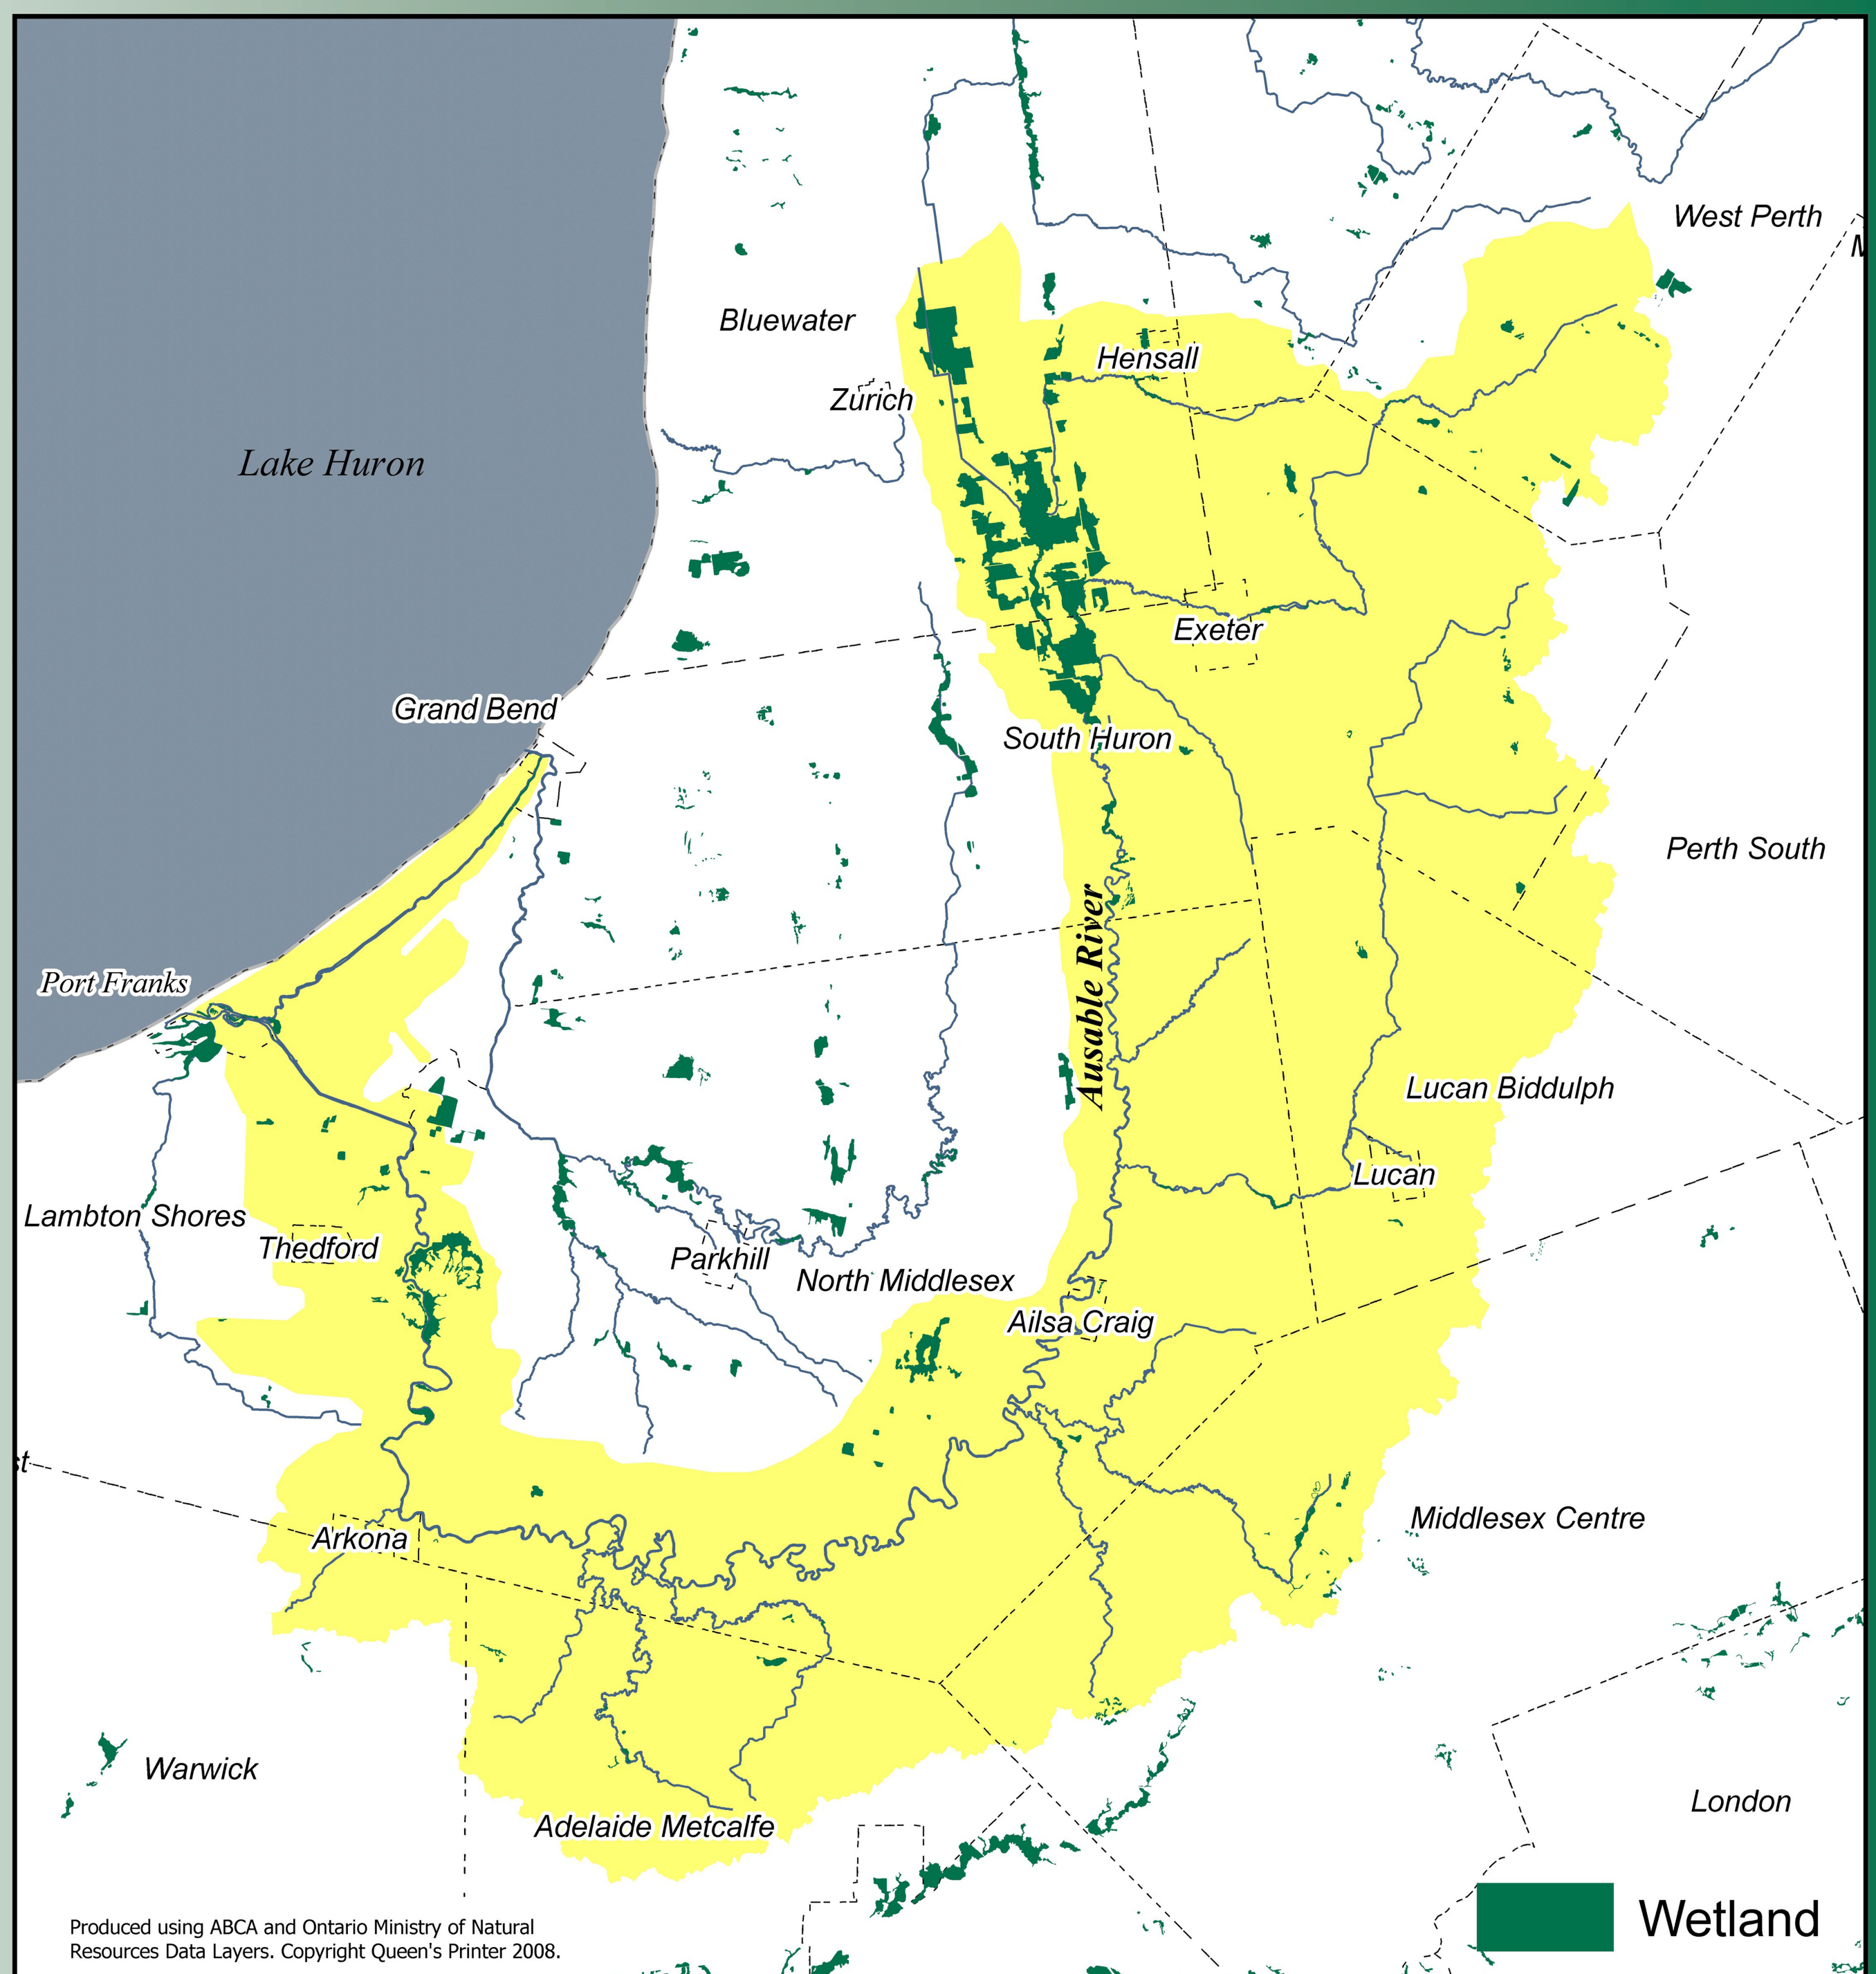 West Perth
M
Bluewater
Hensall
Zurich
Lake Huron
Exeter
Grand Bend
South Huron
Perth South
Ausable River
Port Franks
Lucan Biddulph
Lucan
Lambton Shores
Thedford
Parkhill
North Middlesex
Ailsa Craig
st
Middlesex Centre
Arkona
Warwick
London
Adelaide Metcalfe
Wetland
Produced using ABCA and Ontario Ministry of Natural
Resources Data Layers. Copyright Queen's Printer 2008.